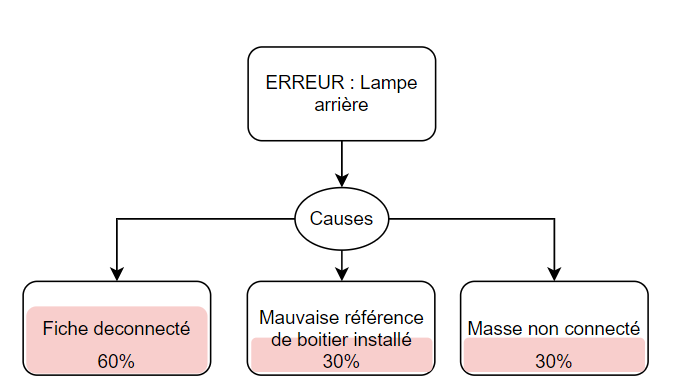 ERREUR : Lampe
arrière
Causes
Fiche deconnecté
60%
Mauvaise référence
de boitier installé
30%
Masse non connecté
30%